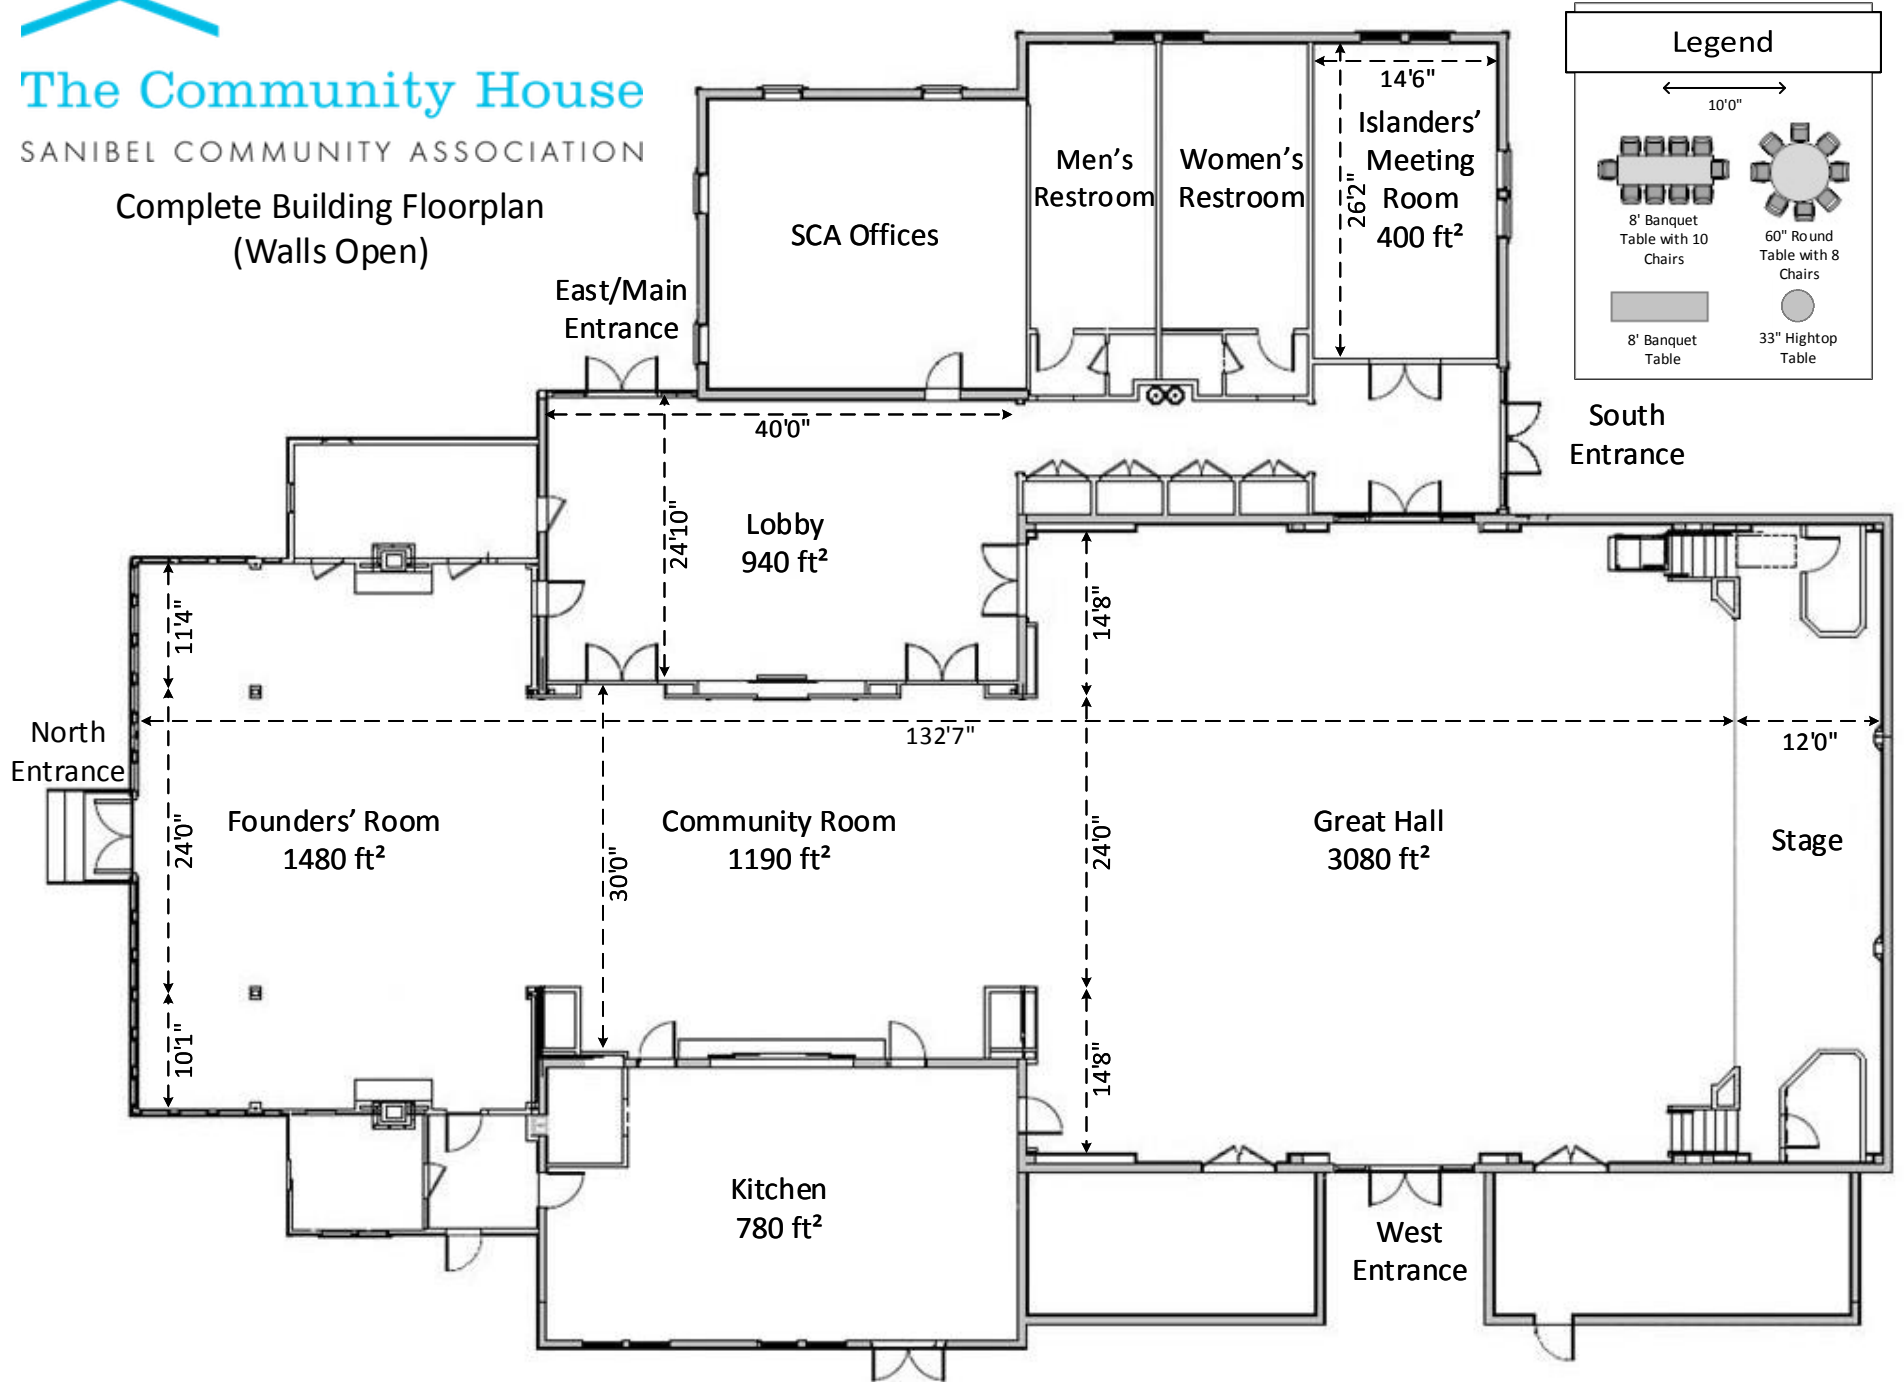 The Community House
SANIBEL COMMUNITY ASSOCIATION
Complete Building Floorplan
(Walls Open)
Legend
10'0"
8' Banquet
Table with 10
Chairs
60" Round
Table with 8
Chairs
8' Banquet
Table
33" Hightop
Table
SCA Offices
Men’s
Restroom
Women’s
Restroom
14'6"
26'2"
Islanders’
Meeting
Room
400 ft²
East/Main
Entrance
South
Entrance
40'0"
24'10"
Lobby
940 ft²
11'4"
24'0"
10'1"
North
Entrance
132'7"
12'0"
Founders’ Room
1480 ft²
30'0"
Community Room
1190 ft²
14'8"
24'0"
14'8"
Great Hall
3080 ft²
Stage
Kitchen
780 ft²
West
Entrance